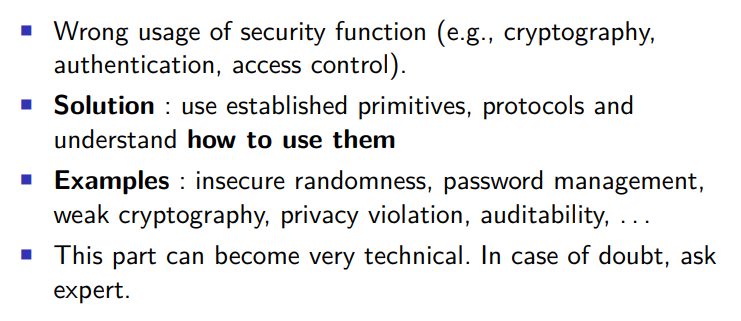 Wrong usage of security function (e.g., cryptography,
authentication, access control).
Solution : use established primitives, protocols and
understand how to use them
Examples : insecure randomness, password management,
weak cryptography, privacy violation, auditability, ...
This part can become very technical. In case of doubt, ask
expert.